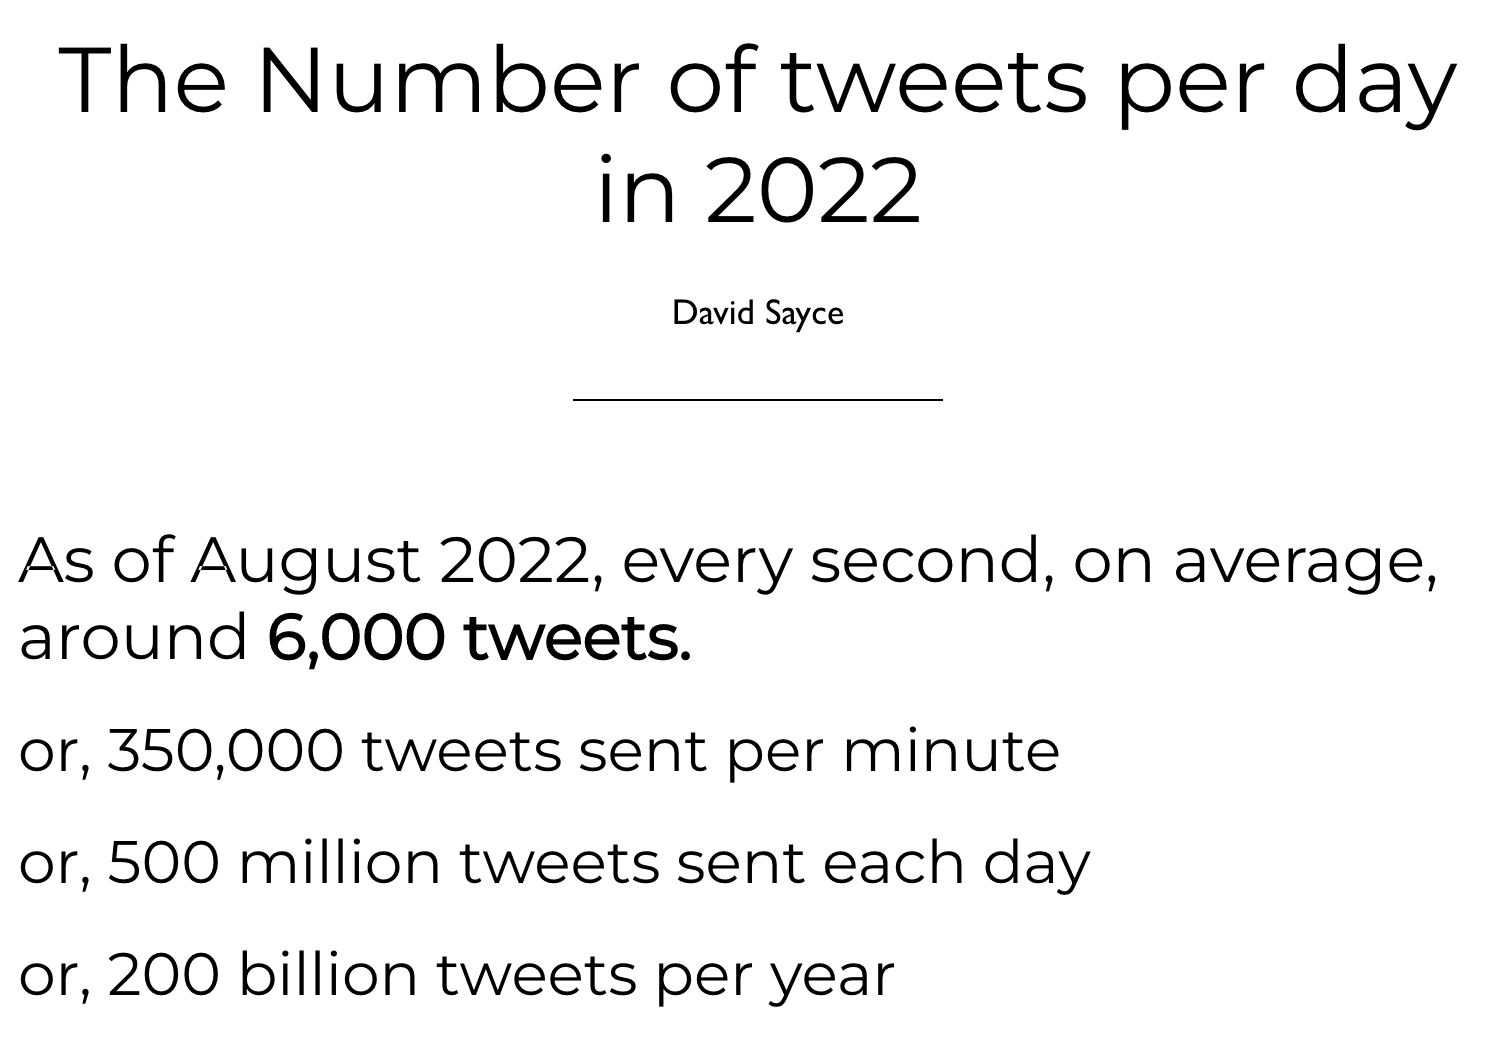 The Number of tweets per day
in 2022
David Sayce
As of August 2022, every second, on average,
around 6,000 tweets.
or, 350,000 tweets sent per minute
or, 500 million tweets sent each day
or, 200 billion tweets per year